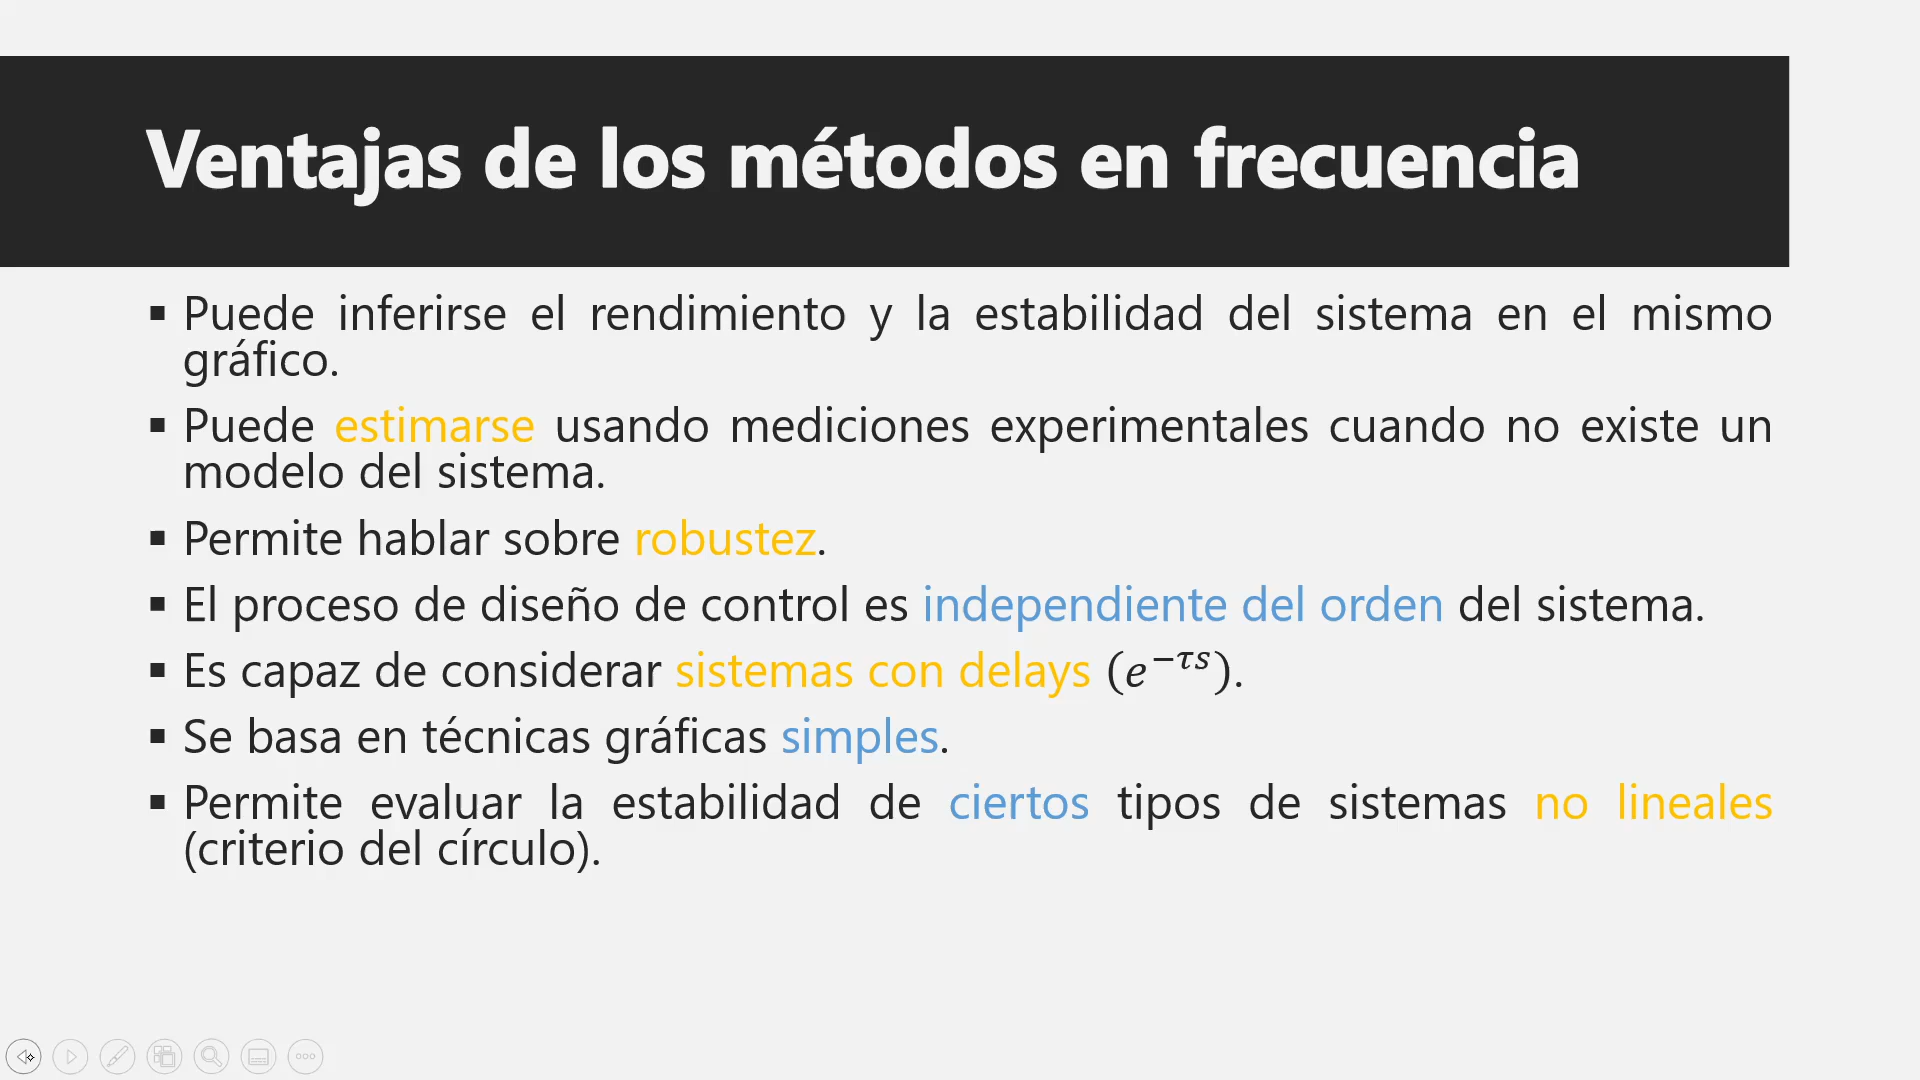 Ventajas de los métodos en frecuencia
▪ Puede inferirse el rendimiento y la estabilidad del sistema en el mismo
gráfico.
▪ Puede estimarse usando mediciones experimentales cuando no existe un
modelo del sistema.
▪ Permite hablar sobre robustez.
▪ El proceso de diseño de control es independiente del orden del sistema.
▪ Es capaz de considerar sistemas con delays (e^{−τs}).
▪ Se basa en técnicas gráficas simples.
▪ Permite evaluar la estabilidad de ciertos tipos de sistemas no lineales
(criterio del círculo).